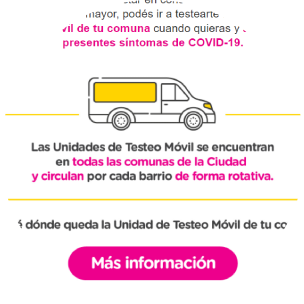 mayor, podés ir a testearte
de tu comuna cuando quieras y
presentes síntomas de COVID-19.
Las Unidades de Testeo Móvil se encuentran
en todas las comunas de la Ciudad
y circulan por cada barrio de forma rotativa.
dónde queda la Unidad de Testeo Móvil de tu
Más información